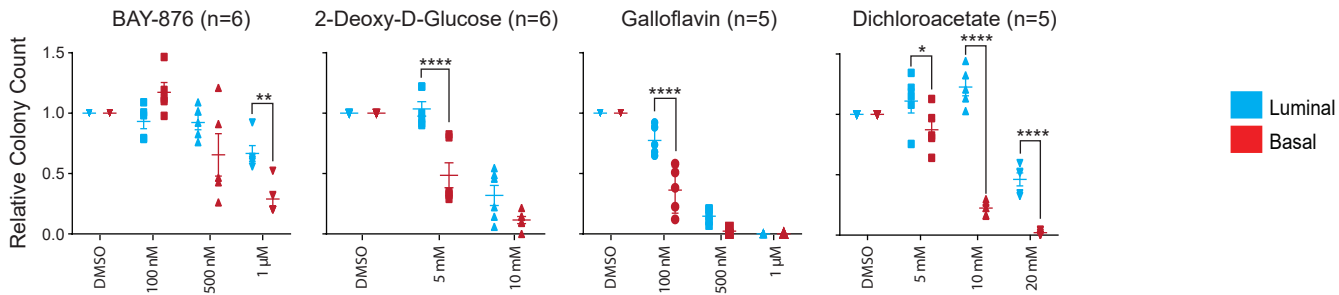 BAY-876 (n=6)
2-Deoxy-D-Glucose (n=6)
Galloflavin (n=5)
Dichloroacetate (n=5)
Relative Colony Count
1.5
1.0
0.5
0.0
**
****
****
*
****
****
DMSO
100 nM
500 nM
1 µM
DMSO
5 mM
10 mM
DMSO
100 nM
500 nM
1 µM
DMSO
5 mM
10 mM
20 mM
Luminal
Basal